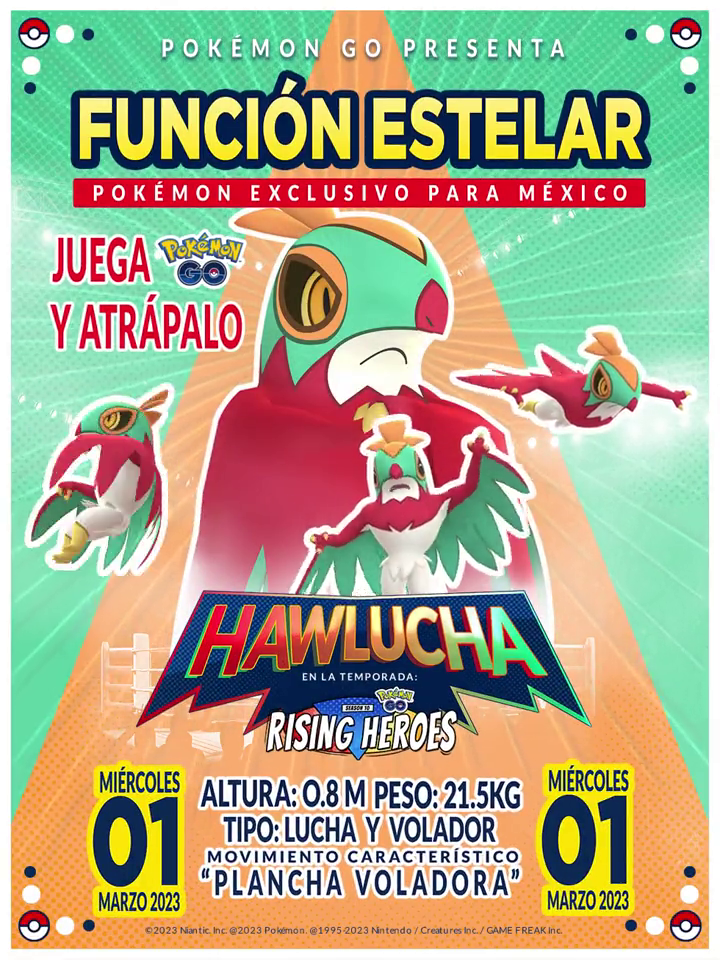 POKÉMON GO PRESENTA
FUNCIÓN ESTELAR
POKÉMON EXCLUSIVO PARA MÉXICO
JUEGA Pokémon GO
Y ATRÁPALO
HAWLUCHA
EN LA TEMPORADA:
Pokémon GO
SEASON 10
RISING HEROES
MIÉRCOLES
01
MARZO 2023
ALTURA: 0.8 M PESO: 21.5KG
TIPO: LUCHA Y VOLADOR
MOVIMIENTO CARACTERÍSTICO
“PLANCHA VOLADORA”
MIÉRCOLES
01
MARZO 2023
©2023 Niantic, Inc. @2023 Pokémon. @1995-2023 Nintendo / Creatures Inc. / GAME FREAK Inc.